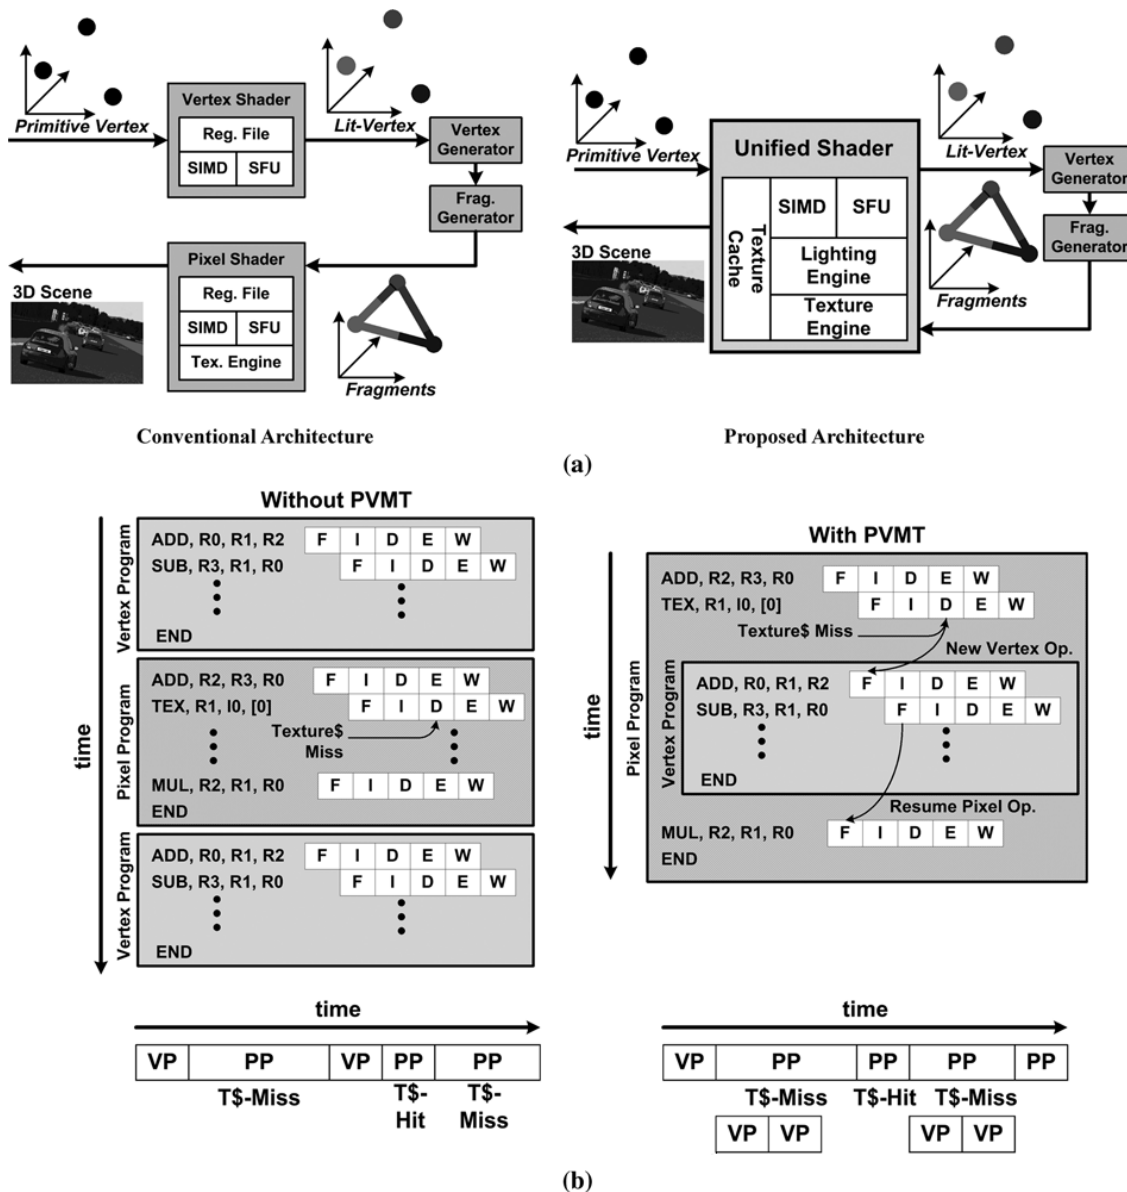 Primitive Vertex
Vertex Shader
Reg. File
SIMD SFU
Lit-Vertex
Vertex
Generator
Frag.
Generator
Pixel Shader
Reg. File
SIMD SFU
Tex. Engine
3D Scene
Fragments
Conventional Architecture
Primitive Vertex
Unified Shader
Texture
Cache
SIMD SFU
Lighting
Engine
Texture
Engine
Lit-Vertex
Vertex
Generator
Frag.
Generator
3D Scene
Fragments
Proposed Architecture
(a)
Without PVMT
time
Vertex Program
ADD, R0, R1, R2 F I D E W
SUB, R3, R1, R0 F I D E W
END
Pixel Program
ADD, R2, R3, R0 F I D E W
TEX, R1, I0, [0] F I D E W
Texture$
Miss
MUL, R2, R1, R0 F I D E W
END
Vertex Program
ADD, R0, R1, R2 F I D E W
SUB, R3, R1, R0 F I D E W
END
With PVMT
time
Pixel Program
ADD, R2, R3, R0 F I D E W
TEX, R1, I0, [0] F I D E W
Texture$ Miss
New Vertex Op.
Vertex Program
ADD, R0, R1, R2 F I D E W
SUB, R3, R1, R0 F I D E W
END
Resume Pixel Op.
MUL, R2, R1, R0 F I D E W
END
time
VP PP VP PP PP
T$-Miss T$-
Hit T$-
Miss
time
VP PP PP PP PP
T$-Miss T$-Hit T$-Miss
VP VP VP VP
(b)